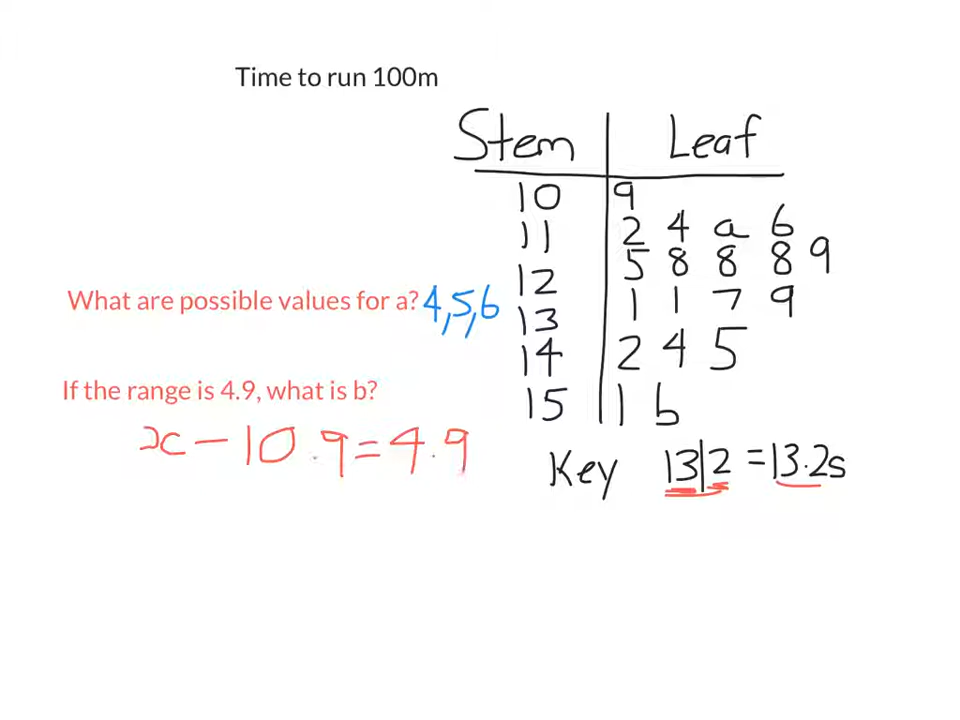 Time to run 100m
Stem | Leaf
10 | 9
11 | 2 4 a 6
12 | 5 8 8 8 9
13 | 1 1 7 9
14 | 2 4 5
15 | 1 b
Key 13|2 = 13.2s
What are possible values for a? 4,5,6
If the range is 4.9, what is b?
x - 10.9 = 4.9